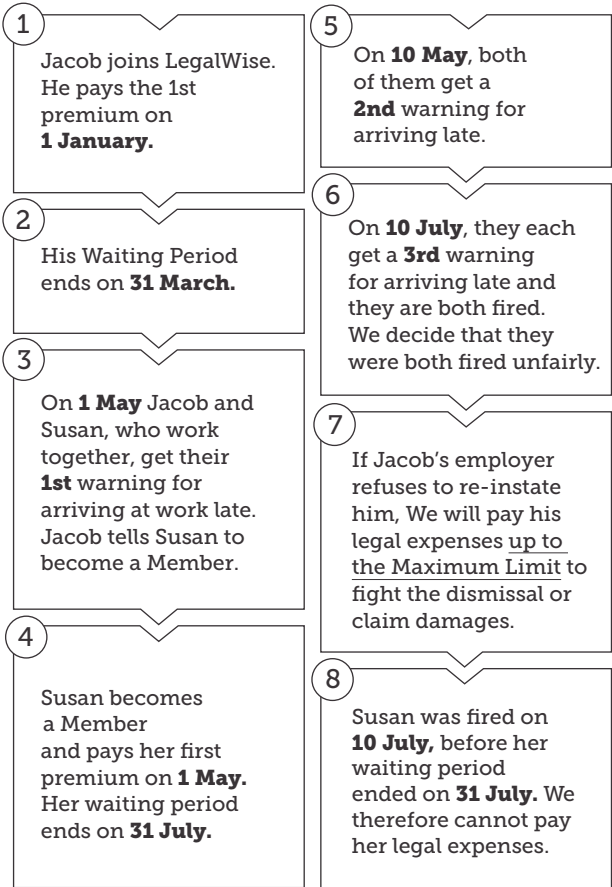 1
Jacob joins LegalWise.
He pays the 1st
premium on
1 January.
2
His Waiting Period
ends on 31 March.
3
On 1 May Jacob and
Susan, who work
together, get their
1st warning for
arriving at work late.
Jacob tells Susan to
become a Member.
4
Susan becomes
a Member
and pays her first
premium on 1 May.
Her waiting period
ends on 31 July.
5
On 10 May, both
of them get a
2nd warning for
arriving late.
6
On 10 July, they each
get a 3rd warning
for arriving late and
they are both fired.
We decide that they
were both fired unfairly.
7
If Jacob’s employer
refuses to re-instate
him, We will pay his
legal expenses up to
the Maximum Limit to
fight the dismissal or
claim damages.
8
Susan was fired on
10 July, before her
waiting period
ended on 31 July. We
therefore cannot pay
her legal expenses.